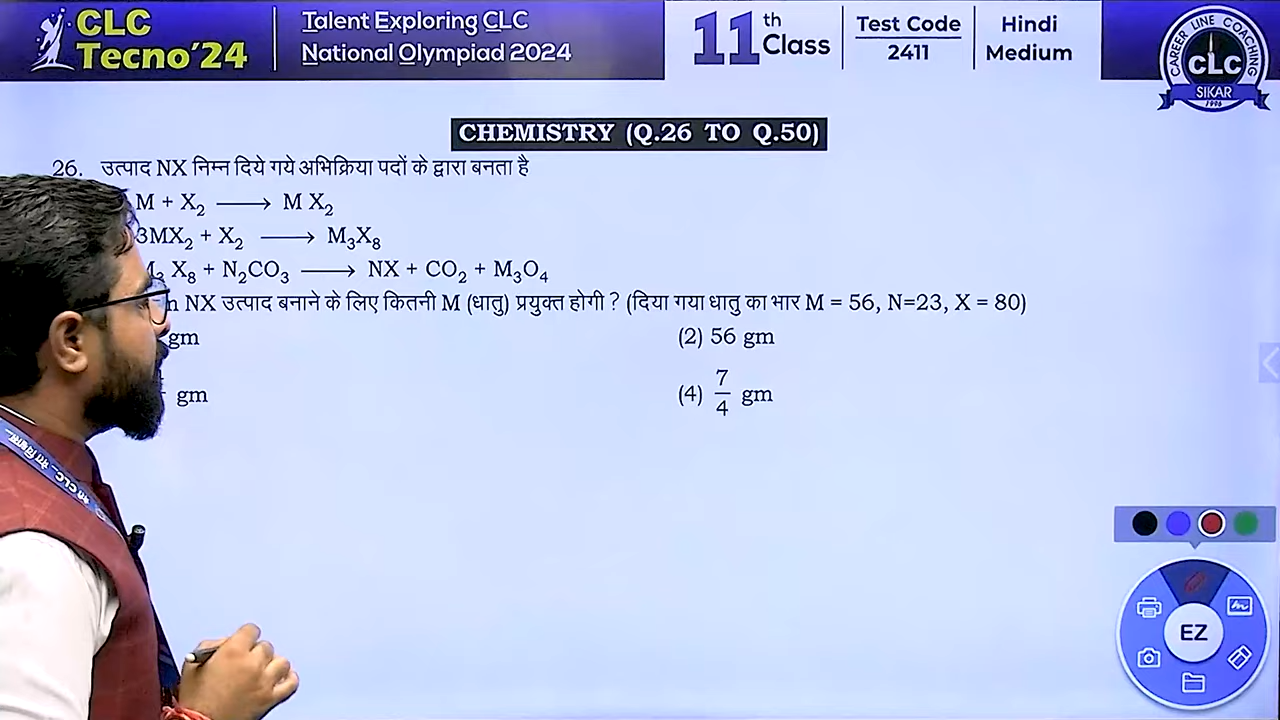 CLC
Tecno'24
Talent Exploring CLC
National Olympiad 2024
11th Class
Test Code
2411
Hindi
Medium
CAREER LINE COACHING
CLC
SIKAR
1996
CHEMISTRY (Q.26 TO Q.50)
26. उत्पाद NX निम्न दिये गये अभिक्रिया पदों के द्वारा बनता है
M + X₂ ⟶ M X₂
3MX₂ + X₂ ⟶ M₃X₈
M₃ X₈ + N₂CO₃ ⟶ NX + CO₂ + M₃O₄
NX उत्पाद बनाने के लिए कितनी M (धातु) प्रयुक्त होगी ? (दिया गया धातु का भार M = 56, N=23, X = 80)
gm
(2) 56 gm
gm
(4) 7/4 gm
EZ